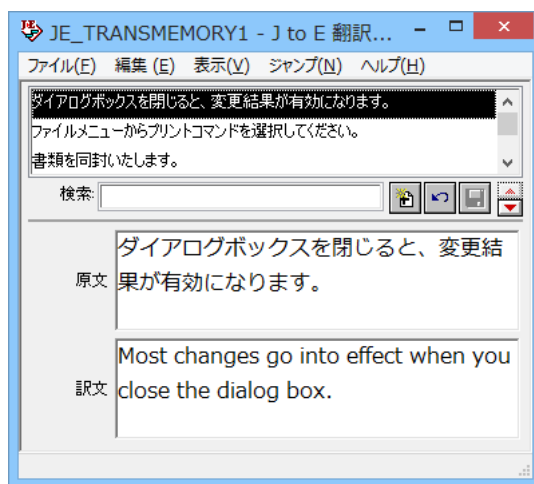 JE_TRANSMEMORY1 - J to E 翻訳...
ファイル(F) 編集 (E) 表示(V) ジャンプ(N) ヘルプ(H)
ダイアログボックスを閉じると、変更結果が有効になります。
ファイルメニューからプリントコマンドを選択してください。
書類を同封いたします。
検索:
原文
ダイアログボックスを閉じると、変更結
果が有効になります。
訳文
Most changes go into effect when you
close the dialog box.